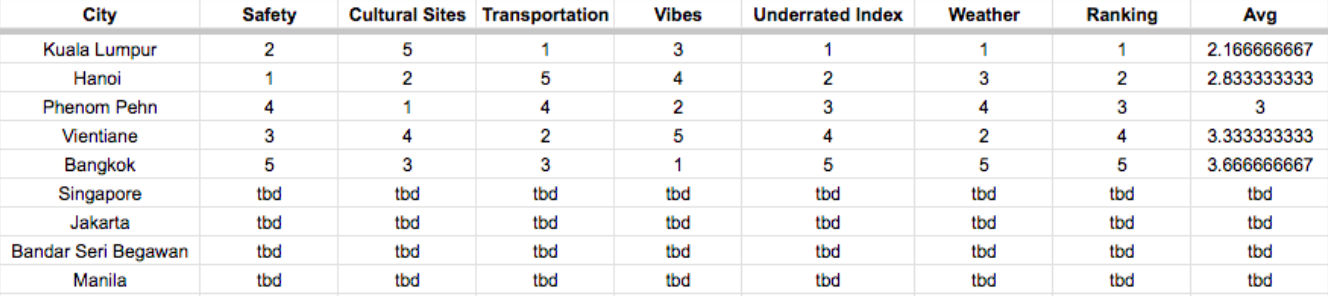 City Safety Cultural Sites Transportation Vibes Underrated Index Weather Ranking Avg
Kuala Lumpur 2 5 1 3 1 1 1 2.166666667
Hanoi 1 2 5 4 2 3 2 2.833333333
Phenom Pehn 4 1 4 2 3 4 3 3
Vientiane 3 4 2 5 4 2 4 3.333333333
Bangkok 5 3 3 1 5 5 5 3.666666667
Singapore tbd tbd tbd tbd tbd tbd tbd tbd
Jakarta tbd tbd tbd tbd tbd tbd tbd tbd
Bandar Seri Begawan tbd tbd tbd tbd tbd tbd tbd tbd
Manila tbd tbd tbd tbd tbd tbd tbd tbd